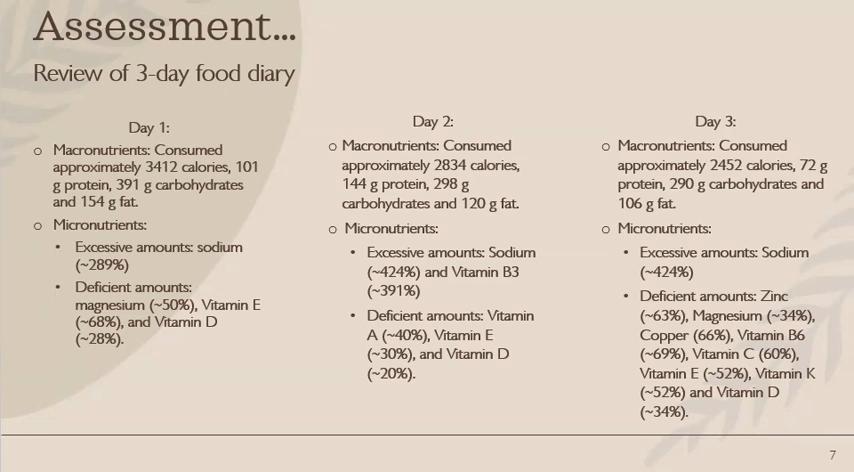 Assessment...
Review of 3-day food diary
Day 1:
o Macronutrients: Consumed
approximately 3412 calories, 101
g protein, 391 g carbohydrates
and 154 g fat.
o Micronutrients:
• Excessive amounts: sodium
(~289%)
• Deficient amounts:
magnesium (~50%), Vitamin E
(~68%), and Vitamin D
(~28%).
Day 2:
o Macronutrients: Consumed
approximately 2834 calories,
144 g protein, 298 g
carbohydrates and 120 g fat.
o Micronutrients:
• Excessive amounts: Sodium
(~424%) and Vitamin B3
(~391%)
• Deficient amounts: Vitamin
A (~40%), Vitamin E
(~30%), and Vitamin D
(~20%).
Day 3:
o Macronutrients: Consumed
approximately 2452 calories, 72 g
protein, 290 g carbohydrates and
106 g fat.
o Micronutrients:
• Excessive amounts: Sodium
(~424%)
• Deficient amounts: Zinc
(~63%), Magnesium (~34%),
Copper (66%), Vitamin B6
(~69%), Vitamin C (60%),
Vitamin E (~52%), Vitamin K
(~52%) and Vitamin D
(~34%).
7